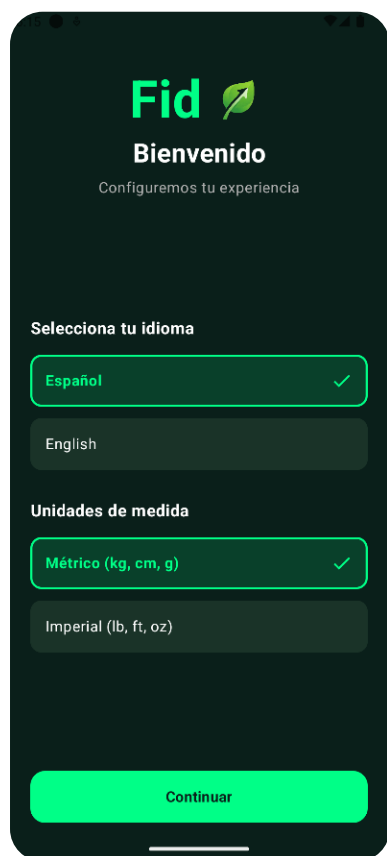 Fid
Bienvenido
Configuremos tu experiencia
Selecciona tu idioma
Español
English
Unidades de medida
Métrico (kg, cm, g)
Imperial (lb, ft, oz)
Continuar